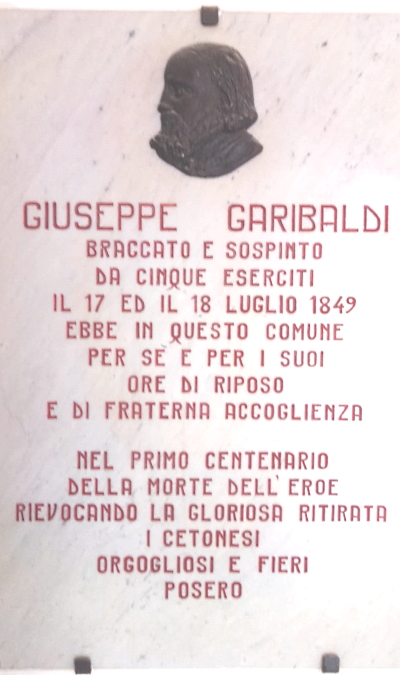 GIUSEPPE GARIBALDI
BRACCATO E SOSPINTO
DA CINQUE ESERCITI
IL 17 ED IL 18 LUGLIO 1849
EBBE IN QUESTO COMUNE
PER SE E PER I SUOI
ORE DI RIPOSO
E DI FRATERNA ACCOGLIENZA
NEL PRIMO CENTENARIO
DELLA MORTE DELL'EROE
RIEVOCANDO LA GLORIOSA RITIRATA
I CETONESI
ORGOGLIOSI E FIERI
POSERO